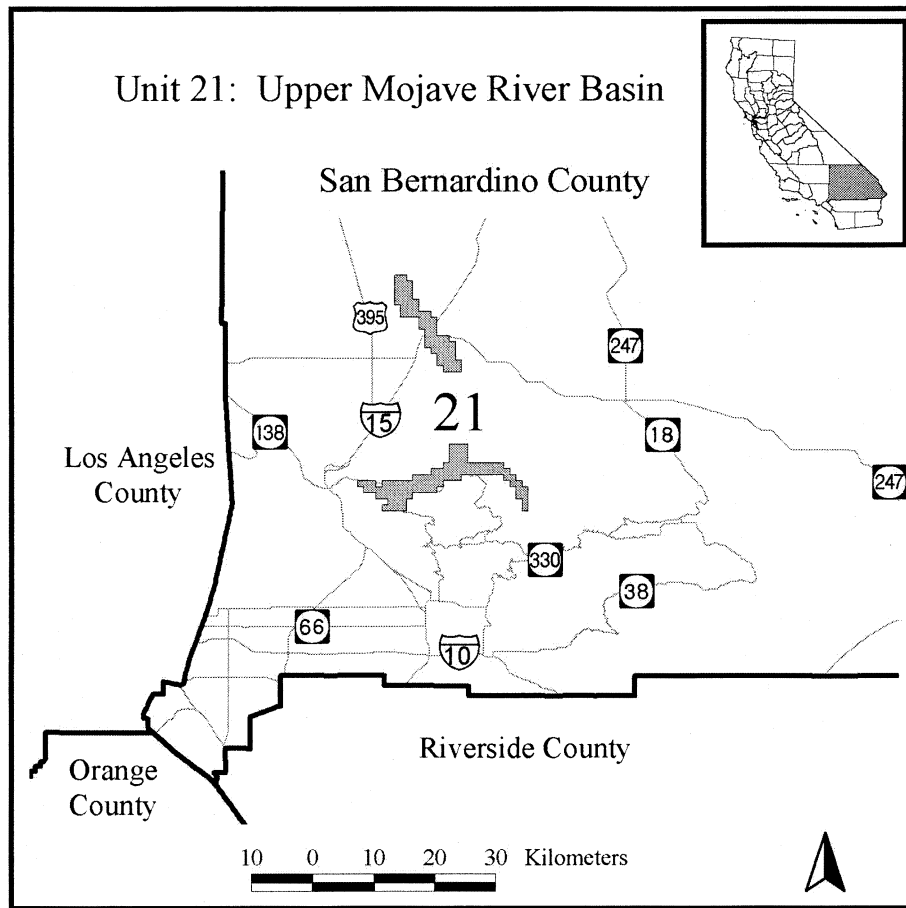 Unit 21: Upper Mojave River Basin
San Bernardino County
395
247
21
15
138
18
Los Angeles
County
247
330
38
66
10
Riverside County
Orange
County
10 0 10 20 30 Kilometers